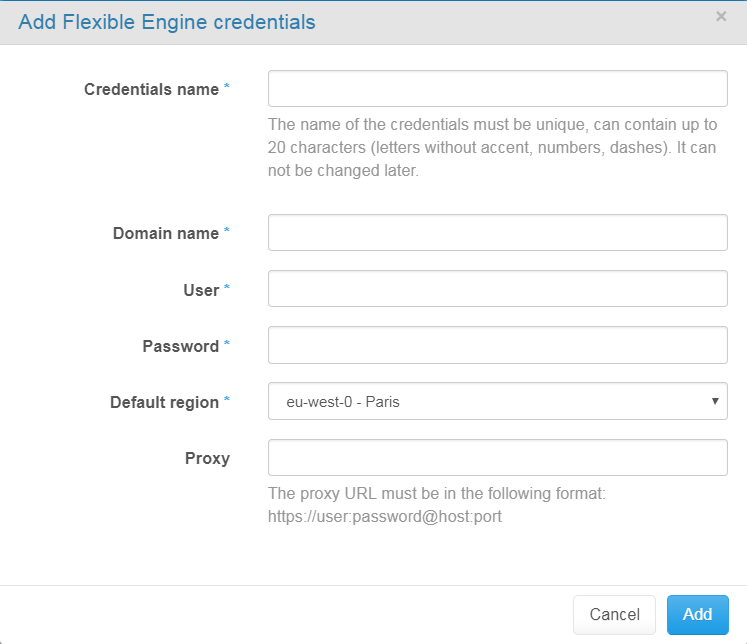 Add Flexible Engine credentials ×
Credentials name *
The name of the credentials must be unique, can contain up to
20 characters (letters without accent, numbers, dashes). It can
not be changed later.
Domain name *
User *
Password *
Default region * eu-west-0 - Paris
Proxy
The proxy URL must be in the following format:
https://user:password@host:port
Cancel Add